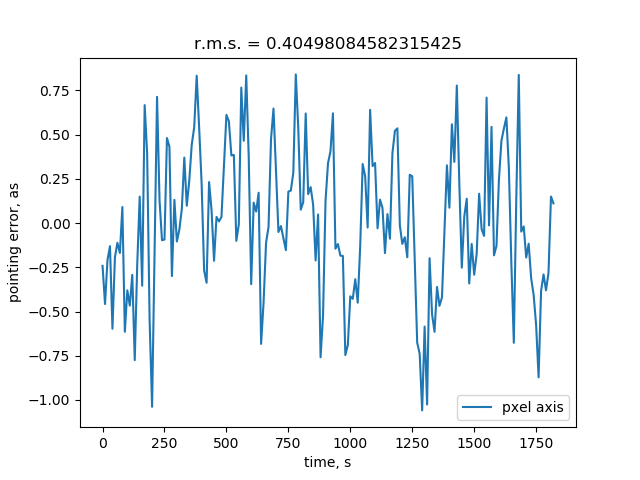 r.m.s. = 0.40498084582315425
pointing error, as
0.75
0.50
0.25
0.00
−0.25
−0.50
−0.75
−1.00
pxel axis
0 250 500 750 1000 1250 1500 1750
time, s